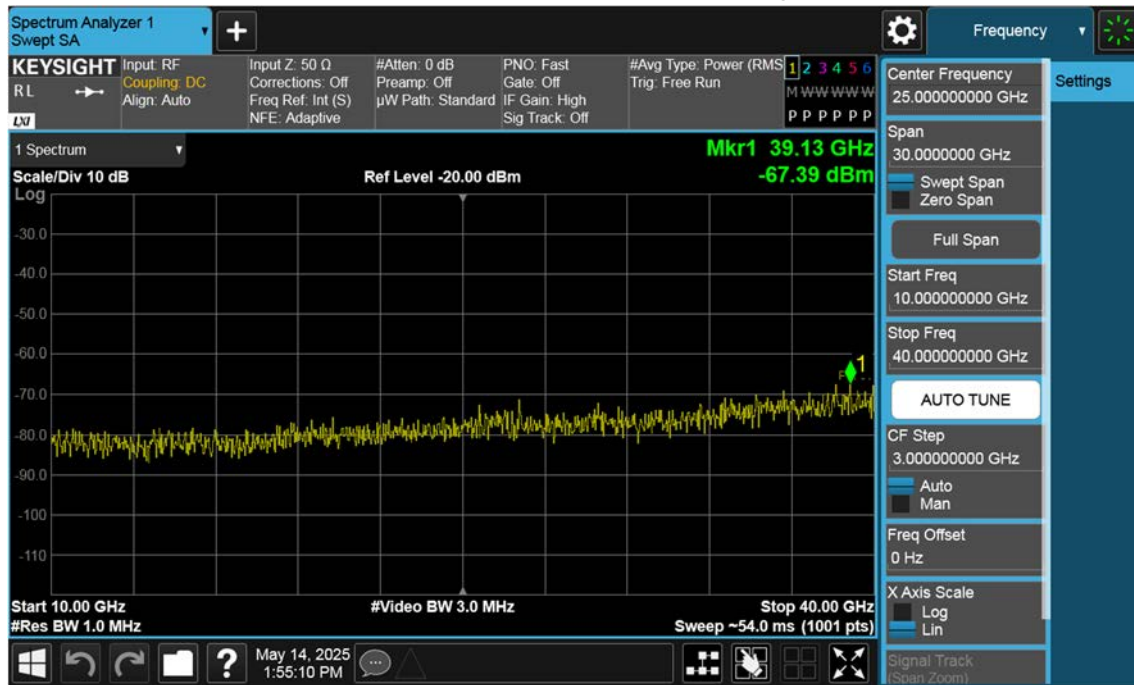 Spectrum Analyzer 1
Swept SA
+
Frequency
KEYSIGHT
RL
LXI
Input: RF
Coupling: DC
Align: Auto
Input Z: 50 Ω
Corrections: Off
Freq Ref: Int (S)
NFE: Adaptive
#Atten: 0 dB
Preamp: Off
µW Path: Standard
PNO: Fast
Gate: Off
IF Gain: High
Sig Track: Off
#Avg Type: Power (RMS
Trig: Free Run
1 2 3 4 5 6
M W W W W W
P P P P P P
1 Spectrum
Mkr1 39.13 GHz
Scale/Div 10 dB
Ref Level -20.00 dBm
-67.39 dBm
Log
-30.0
-40.0
-50.0
-60.0
-70.0
-80.0
-90.0
-100
-110
1
Start 10.00 GHz
#Video BW 3.0 MHz
Stop 40.00 GHz
#Res BW 1.0 MHz
Sweep ~54.0 ms (1001 pts)
?
May 14, 2025
1:55:10 PM
Center Frequency
25.000000000 GHz
Span
30.0000000 GHz
Swept Span
Zero Span
Full Span
Start Freq
10.000000000 GHz
Stop Freq
40.000000000 GHz
AUTO TUNE
CF Step
3.000000000 GHz
Auto
Man
Freq Offset
0 Hz
X Axis Scale
Log
Lin
Signal Track
(Span Zoom)
Settings